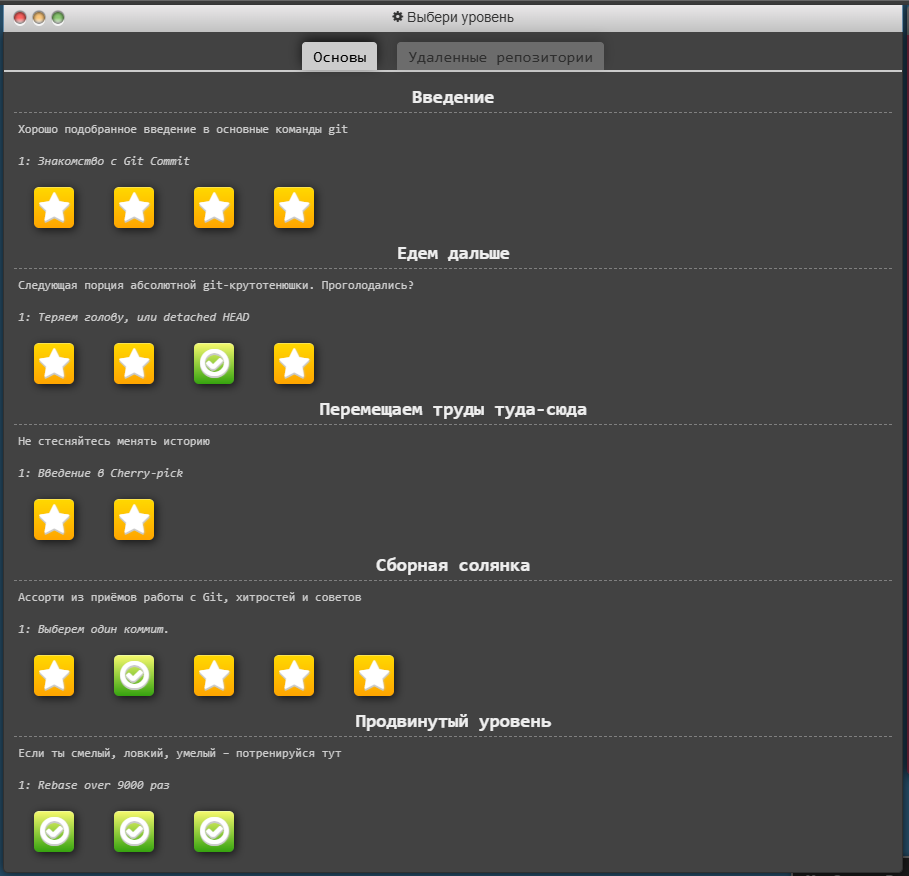 Выбери уровень
Основы
Удаленные репозитории
Введение
Хорошо подобранное введение в основные команды git
1: Знакомство с Git Commit
Едем дальше
Следующая порция абсолютной git-крутотенюшки. Проголодались?
1: Теряем голову, или detached HEAD
Перемещаем труды туда-сюда
Не стесняйтесь менять историю
1: Введение в Cherry-pick
Сборная солянка
Ассорти из приёмов работы с Git, хитростей и советов
1: Выберем один коммит.
Продвинутый уровень
Если ты смелый, ловкий, умелый – потренируйся тут
1: Rebase over 9000 раз